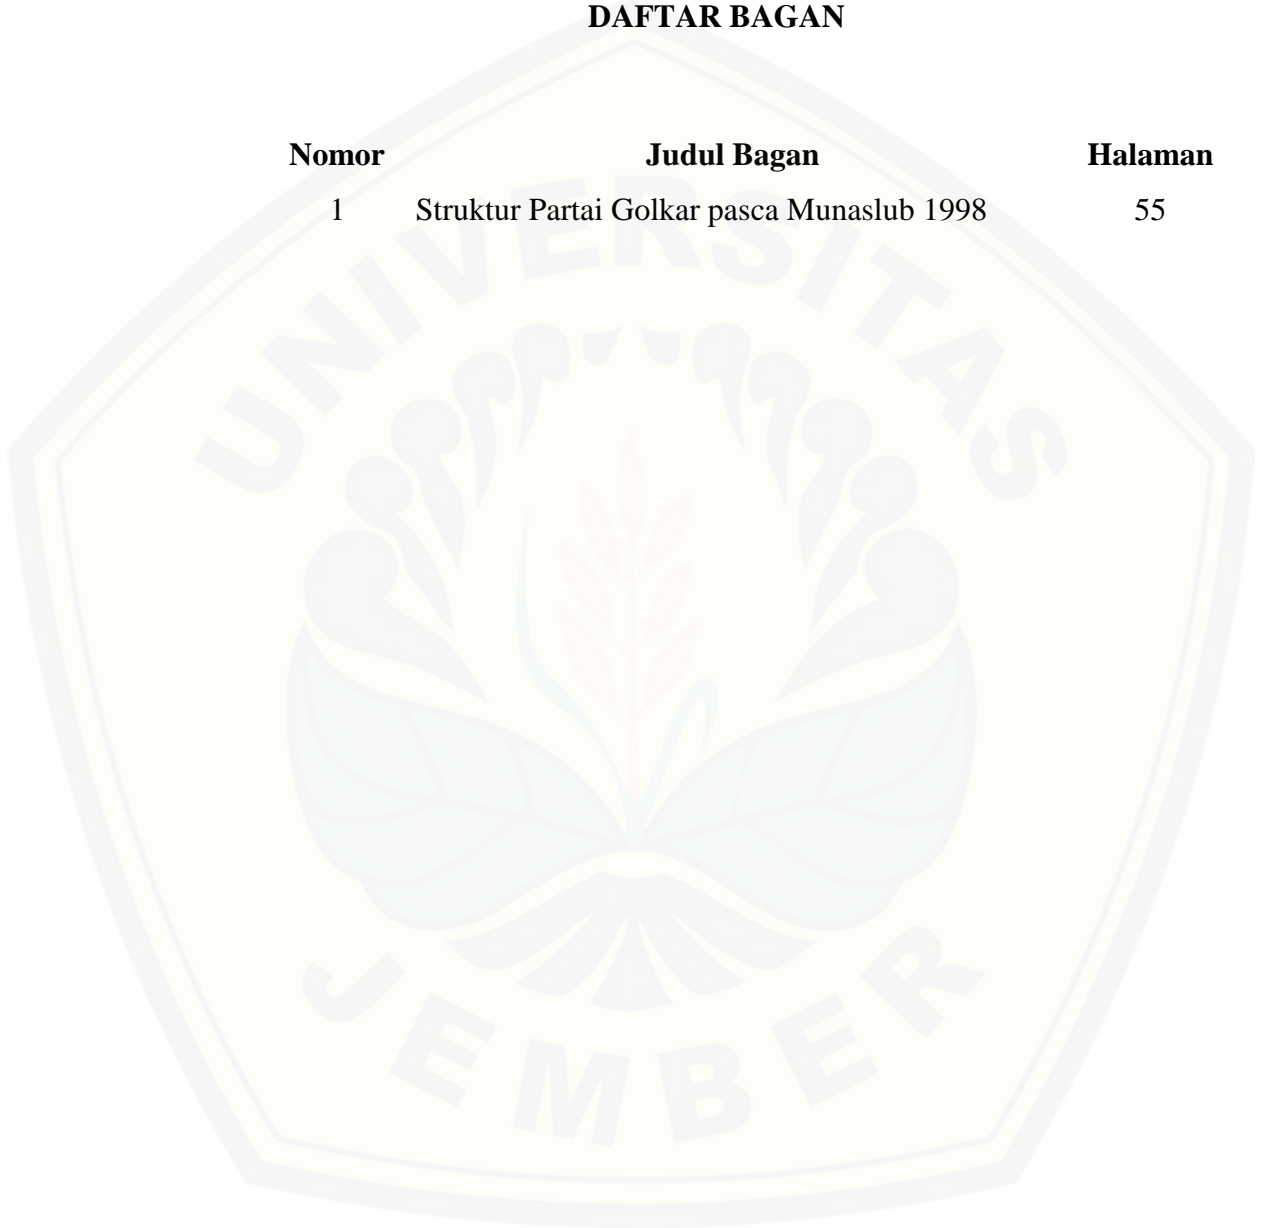 DAFTAR BAGAN
Nomor Judul Bagan Halaman
1 Struktur Partai Golkar pasca Munaslub 1998 55
UNIVERSITAS
JEMBER